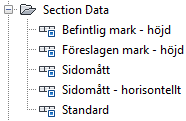 Section Data
Befintlig mark - höjd
Föreslagen mark - höjd
Sidomått
Sidomått - horisontellt
Standard